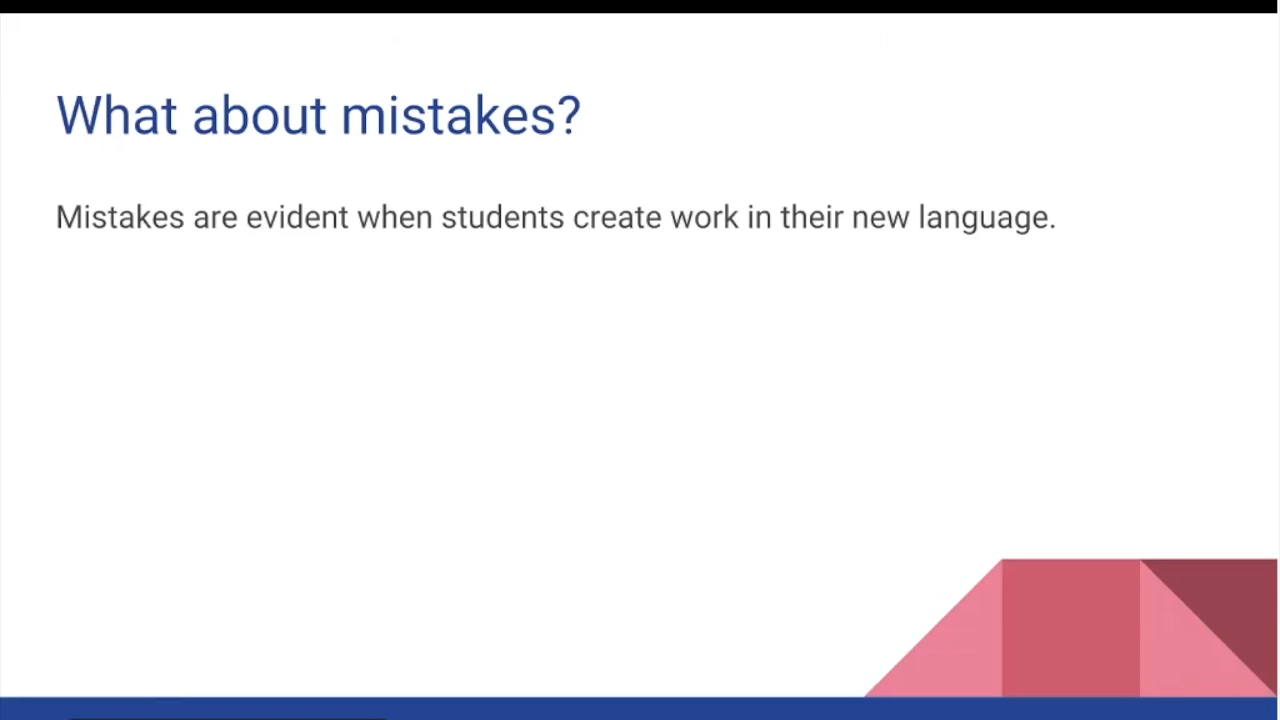 What about mistakes?
Mistakes are evident when students create work in their new language.